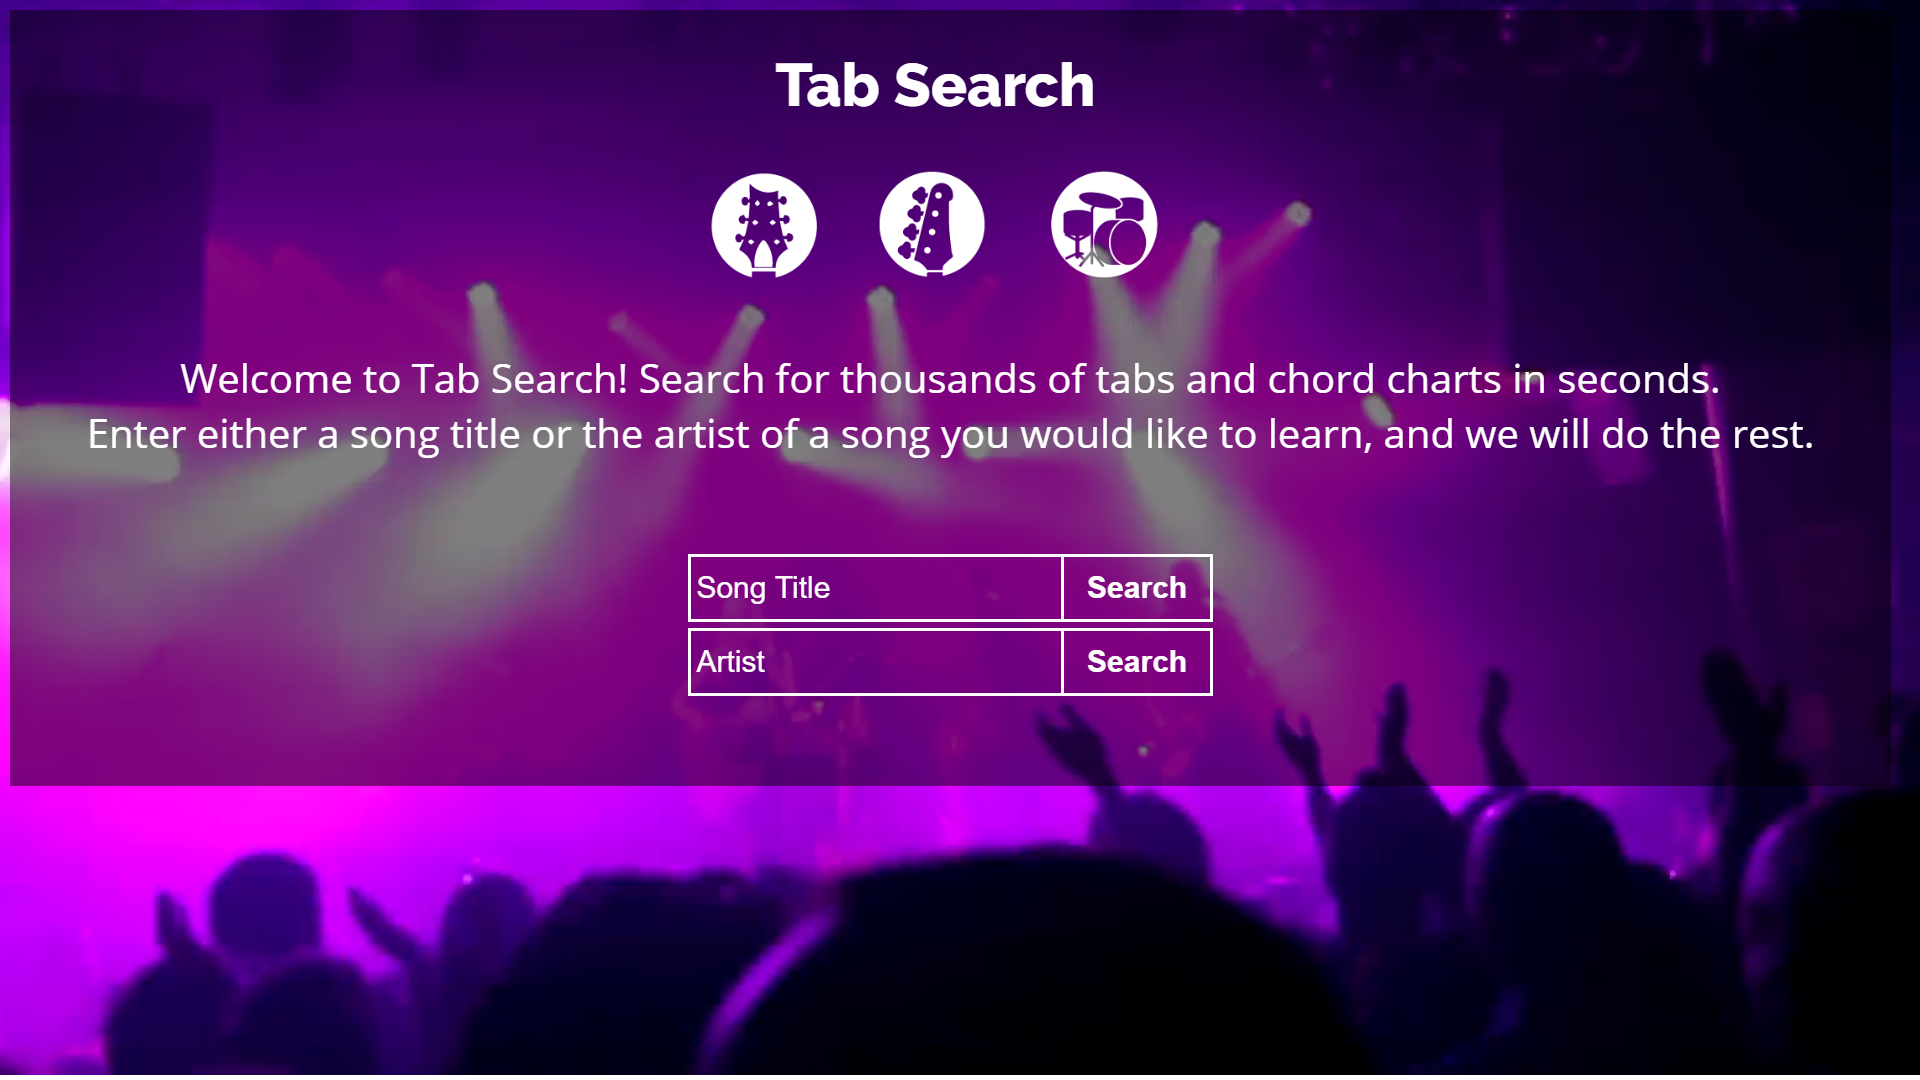 Tab Search
Welcome to Tab Search! Search for thousands of tabs and chord charts in seconds.
Enter either a song title or the artist of a song you would like to learn, and we will do the rest.
Song Title Search
Artist Search